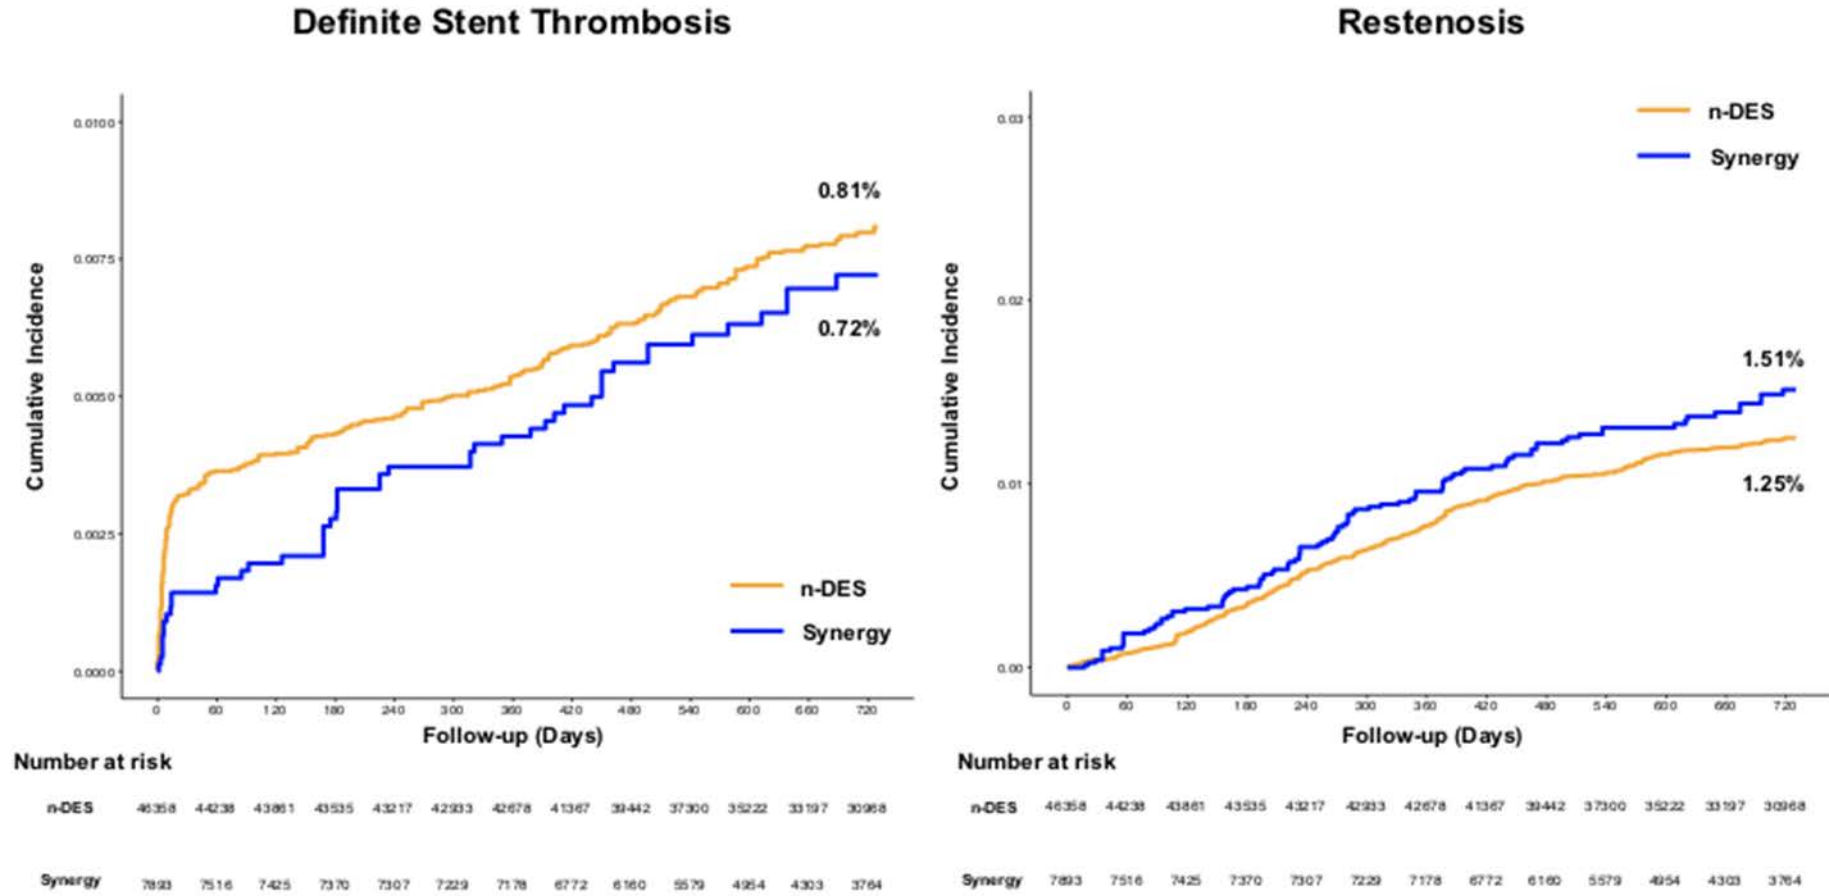 Definite Stent Thrombosis
0.0100
0.0075
0.0050
0.0025
0.0000
Cumulative Incidence
0.81%
0.72%
n-DES
Synergy
0 60 120 180 240 300 360 420 480 540 600 660 720
Follow-up (Days)
Number at risk
n-DES 46358 44238 43861 43535 43217 42933 42678 41367 39442 37300 35222 33197 30968
Synergy 7893 7516 7425 7370 7307 7229 7178 6772 6160 5579 4954 4303 3764
Restenosis
0.03
0.02
0.01
0.00
Cumulative Incidence
n-DES
Synergy
1.51%
1.25%
0 60 120 180 240 300 360 420 480 540 600 660 720
Follow-up (Days)
Number at risk
n-DES 46358 44238 43861 43535 43217 42933 42678 41367 39442 37300 35222 33197 30968
Synergy 7893 7516 7425 7370 7307 7229 7178 6772 6160 5579 4954 4303 3764